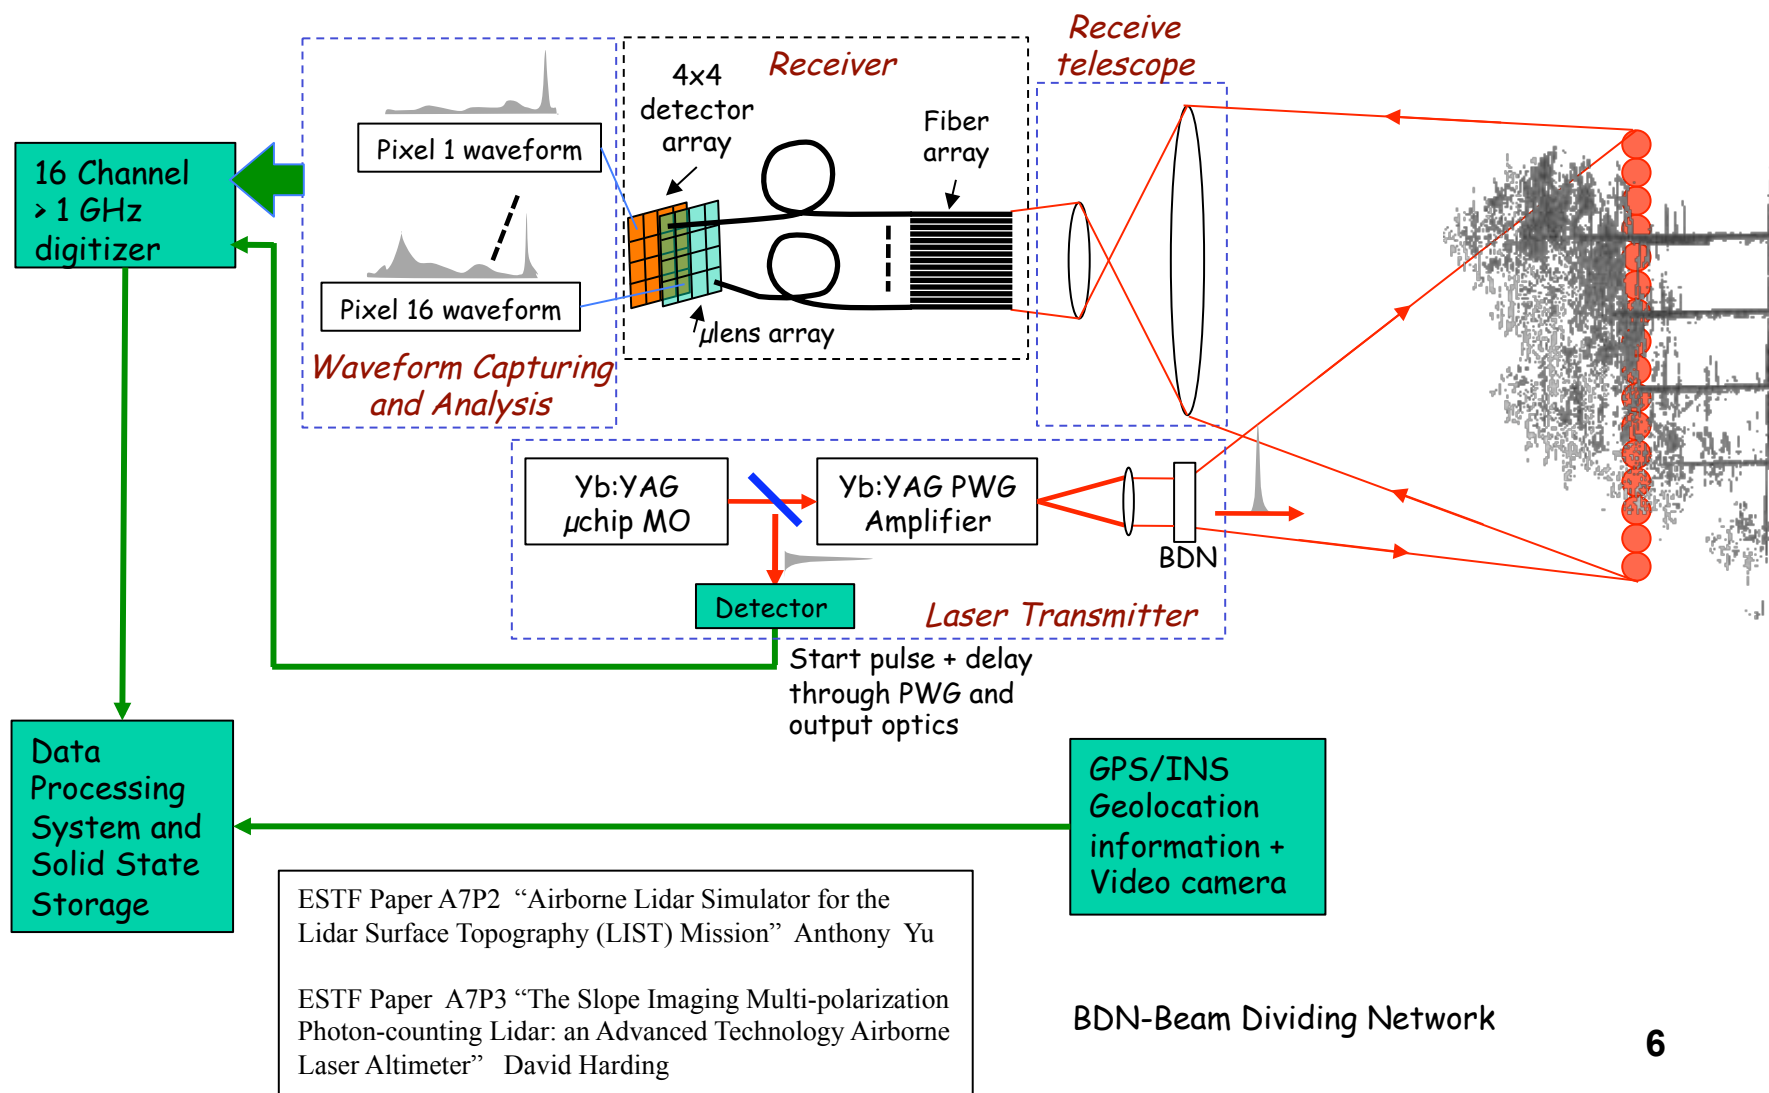 Receive
telescope
Receiver
4x4
detector
array
Fiber
array
Pixel 1 waveform
16 Channel
> 1 GHz
digitizer
Pixel 16 waveform
µlens array
Waveform Capturing
and Analysis
Yb:YAG
µchip MO
Yb:YAG PWG
Amplifier
BDN
Detector
Laser Transmitter
Start pulse + delay
through PWG and
output optics
Data
Processing
System and
Solid State
Storage
GPS/INS
Geolocation
information +
Video camera
ESTF Paper A7P2 “Airborne Lidar Simulator for the
Lidar Surface Topography (LIST) Mission” Anthony Yu
ESTF Paper A7P3 “The Slope Imaging Multi-polarization
Photon-counting Lidar: an Advanced Technology Airborne
Laser Altimeter” David Harding
BDN-Beam Dividing Network
6